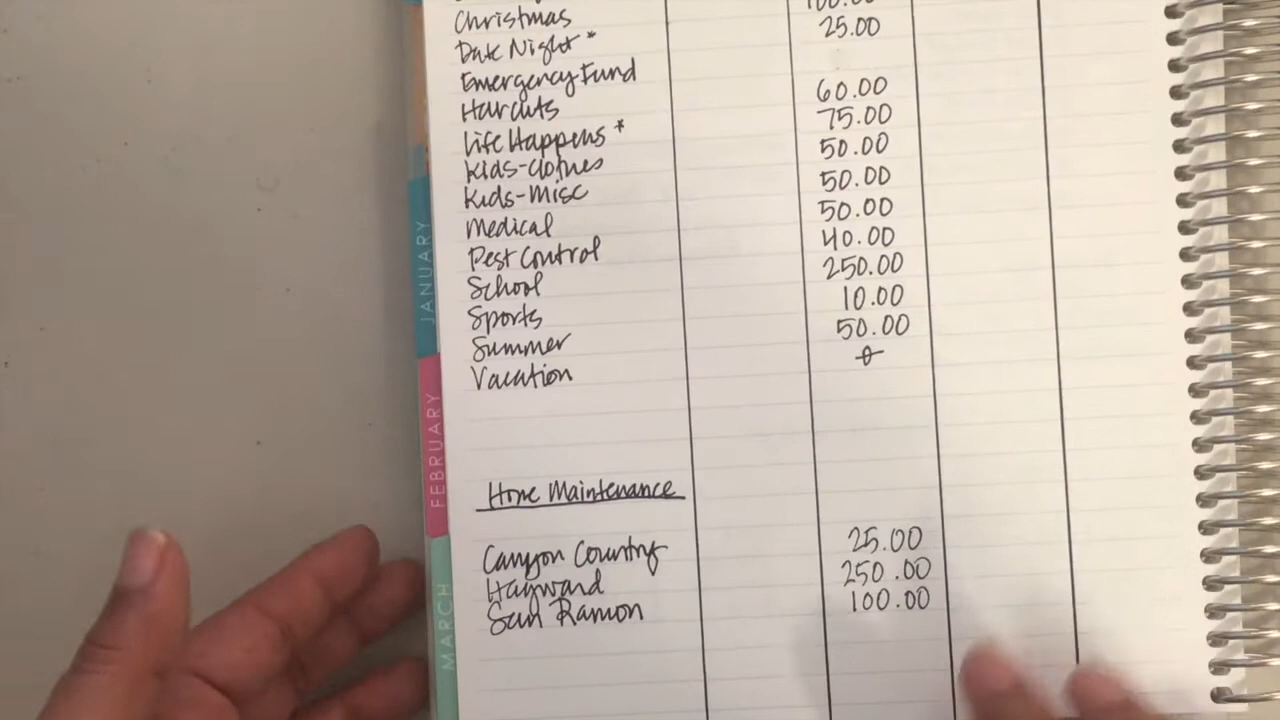 Christmas
Date Night * 25.00
Emergency Fund
Haircuts 60.00
Life Happens * 75.00
Kids-Clothes 50.00
Kids-Misc 50.00
Medical 50.00
Pest Control 40.00
School 250.00
Sports 10.00
Summer 50.00
Vacation 0
Home Maintenance
Canyon Country 25.00
Hayward 250.00
San Ramon 100.00
JANUARY
FEBRUARY
MARCH